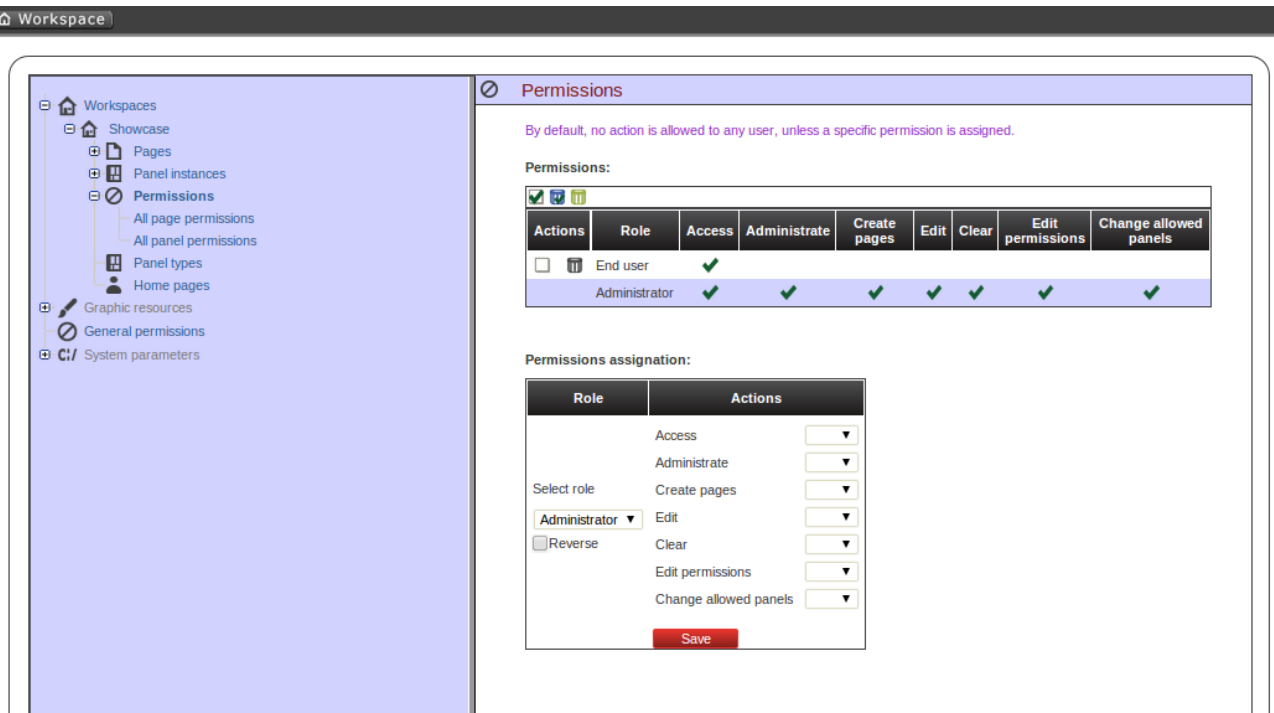 Workspace
Workspaces
Showcase
Pages
Panel instances
Permissions
All page permissions
All panel permissions
Panel types
Home pages
Graphic resources
General permissions
C:/ System parameters
Permissions
By default, no action is allowed to any user, unless a specific permission is assigned.
Permissions:
Actions Role Access Administrate Create pages Edit Clear Edit permissions Change allowed panels
End user
Administrator
Permissions assignation:
Role Actions
Access
Administrate
Select role Create pages
Administrator Edit
Reverse Clear
Edit permissions
Change allowed panels
Save